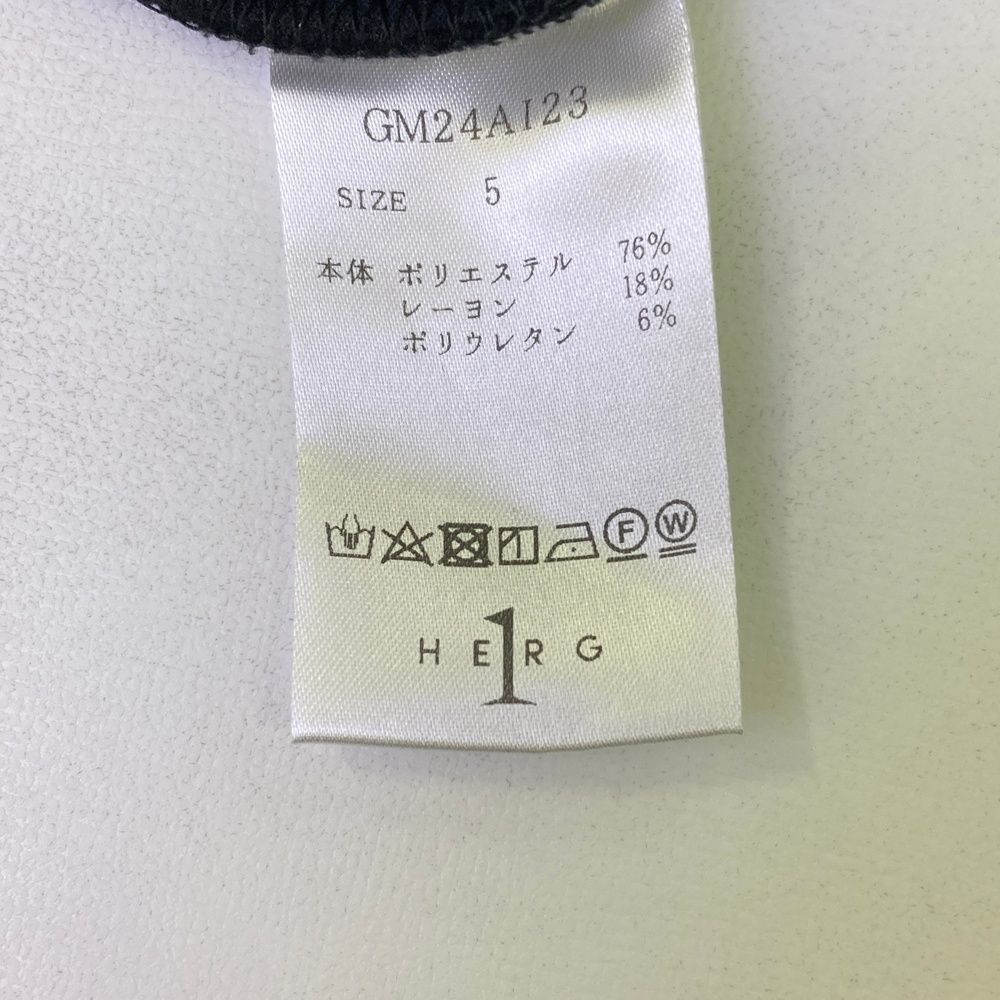 GM24AI23
SIZE 5
本体 ポリエステル 76%
レーヨン 18%
ポリウレタン 6%
F W
HE1RG